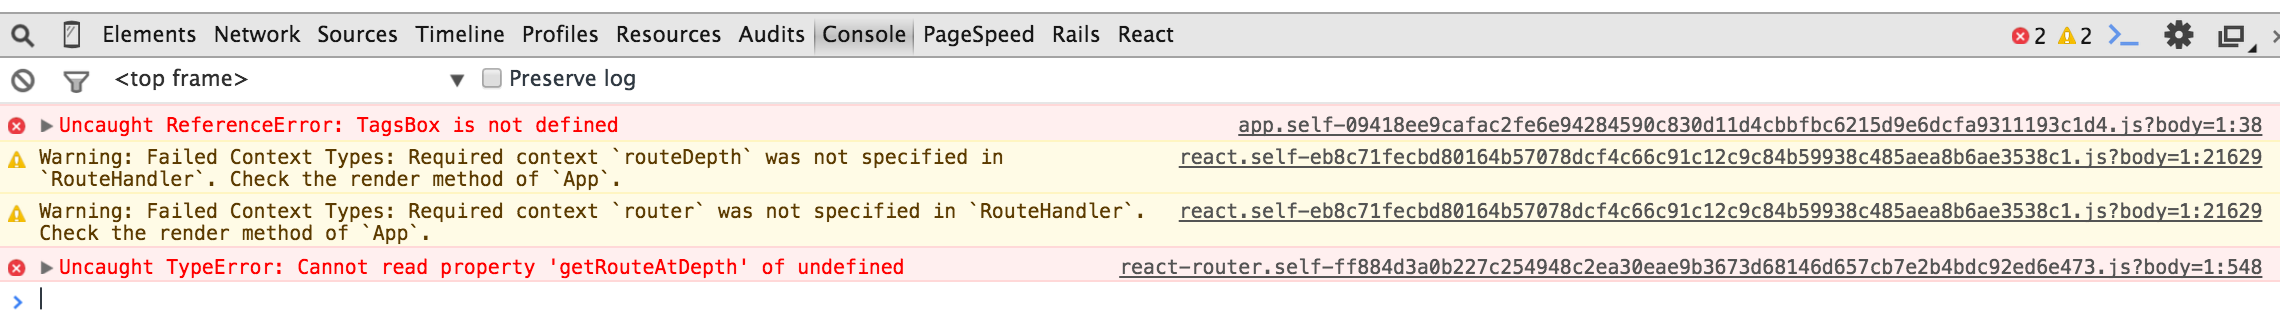 Elements Network Sources Timeline Profiles Resources Audits Console PageSpeed Rails React 2 2
<top frame> Preserve log
Uncaught ReferenceError: TagsBox is not defined app.self-09418ee9cafac2fe6e94284590c830d11d4cbbfbc6215d9e6dcfa9311193c1d4.js?body=1:38
Warning: Failed Context Types: Required context `routeDepth` was not specified in react.self-eb8c71fecbd80164b57078dcf4c66c91c12c9c84b59938c485aea8b6ae3538c1.js?body=1:21629
`RouteHandler`. Check the render method of `App`.
Warning: Failed Context Types: Required context `router` was not specified in `RouteHandler`. react.self-eb8c71fecbd80164b57078dcf4c66c91c12c9c84b59938c485aea8b6ae3538c1.js?body=1:21629
Check the render method of `App`.
Uncaught TypeError: Cannot read property 'getRouteAtDepth' of undefined react-router.self-ff884d3a0b227c254948c2ea30eae9b3673d68146d657cb7e2b4bdc92ed6e473.js?body=1:548